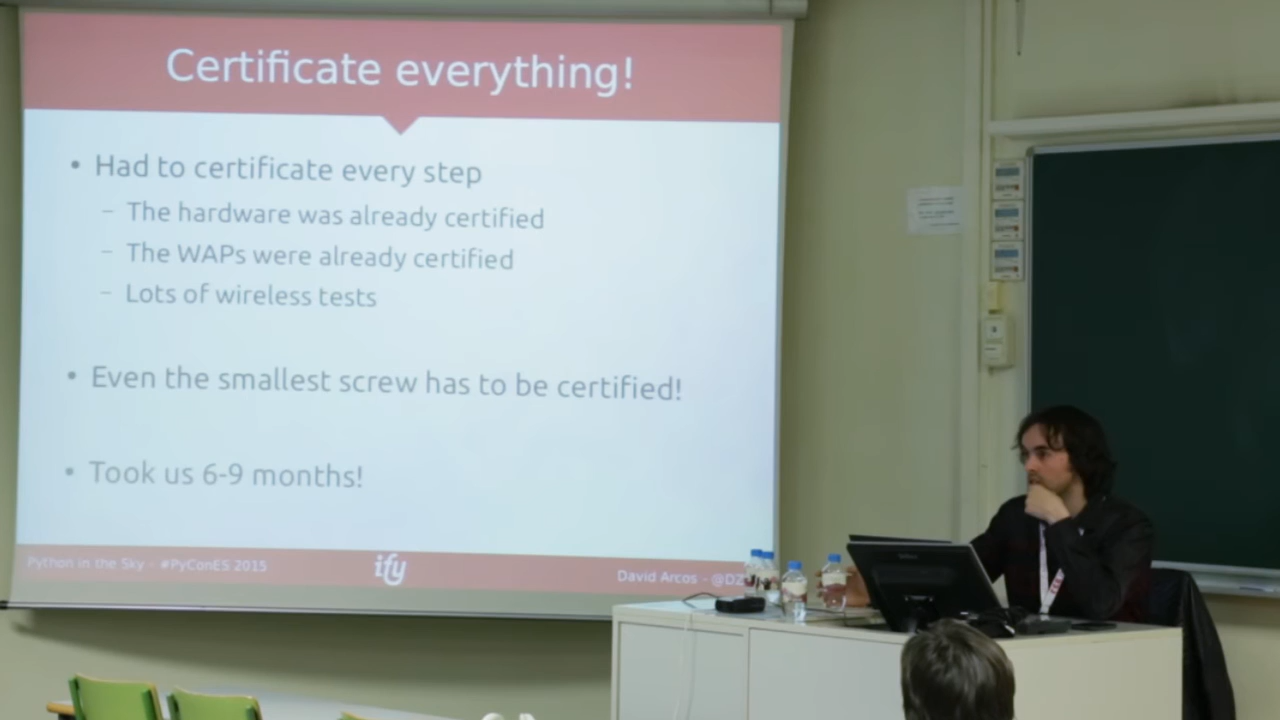 Certificate everything!
• Had to certificate every step
– The hardware was already certified
– The WAPs were already certified
– Lots of wireless tests
• Even the smallest screw has to be certified!
• Took us 6-9 months!
Python in the Sky - #PyConES 2015
ify
David Arcos - @DZ